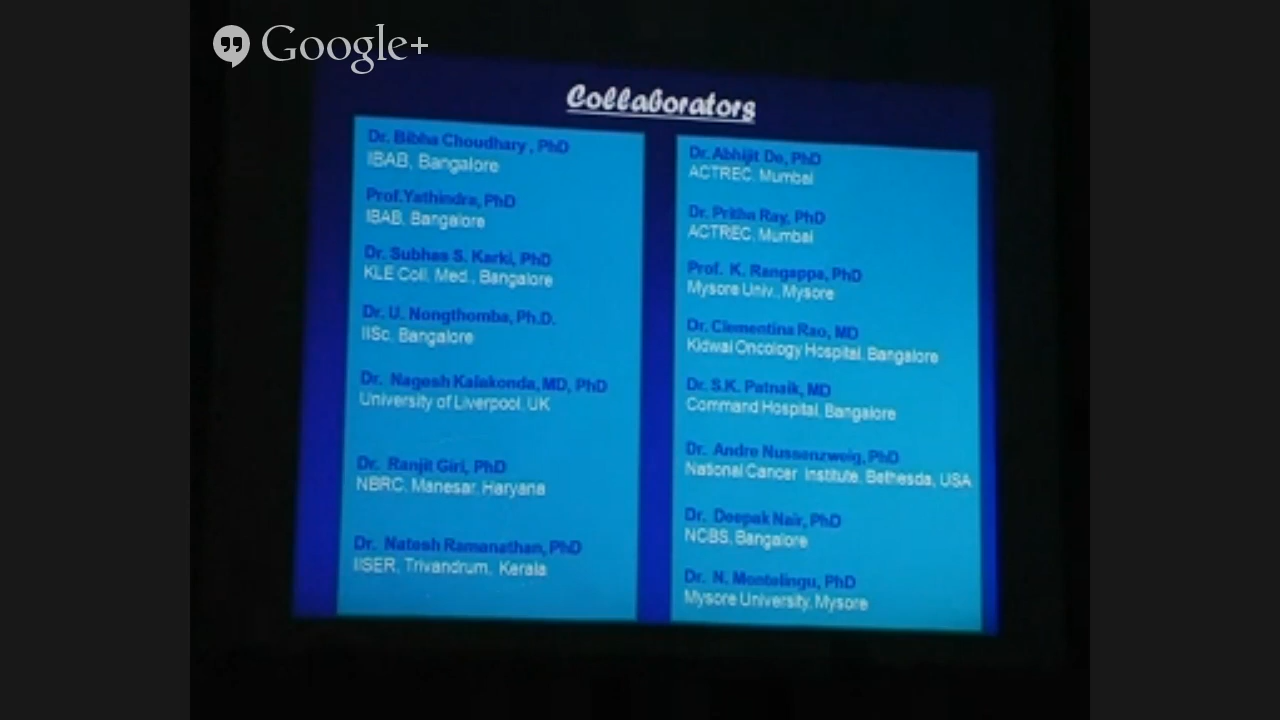 Google+
Collaborators
Dr. Bibha Choudhary, PhD
IBAB, Bangalore
Prof.Yathindra, PhD
IBAB, Bangalore
Dr. Subhas S. Karki, PhD
KLE Coll. Med., Bangalore
Dr. U. Nongthomba, Ph.D.
IISc, Bangalore
Dr. Nagesh Kalakonda, MD, PhD
University of Liverpool, UK
Dr. Ranjit Giri, PhD
NBRC, Manesar, Haryana
Dr. Natesh Ramanathan, PhD
IISER, Trivandrum, Kerala
Dr. Abhijit De, PhD
ACTREC, Mumbai
Dr. Pritha Ray, PhD
ACTREC, Mumbai
Prof. K. Rangappa, PhD
Mysore Univ., Mysore
Dr. Clementina Rao, MD
Kidwai Oncology Hospital, Bangalore
Dr. S.K. Patnaik, MD
Command Hospital, Bangalore
Dr. Andre Nussenzweig, PhD
National Cancer Institute, Bethesda, USA
Dr. Deepak Nair, PhD
NCBS, Bangalore
Dr. N. Montelingu, PhD
Mysore University, Mysore